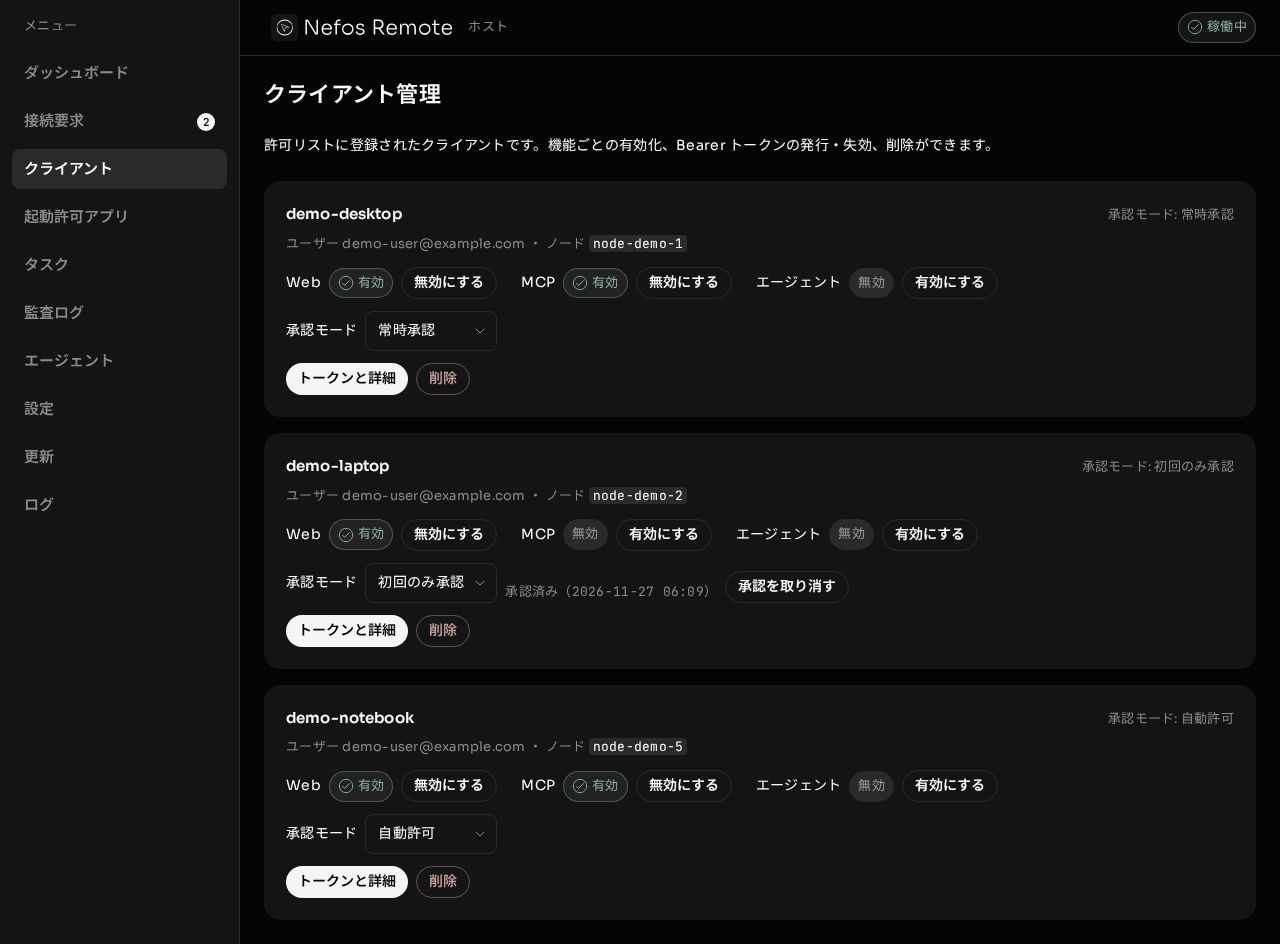 メニュー
ダッシュボード
接続要求 2
クライアント
起動許可アプリ
タスク
監査ログ
エージェント
設定
更新
ログ
Nefos Remote ホスト 稼働中
クライアント管理
許可リストに登録されたクライアントです。機能ごとの有効化、Bearer トークンの発行・失効、削除ができます。
demo-desktop 承認モード: 常時承認
ユーザー demo-user@example.com ・ ノード node-demo-1
Web 有効 無効にする MCP 有効 無効にする エージェント 無効 有効にする
承認モード 常時承認
トークンと詳細 削除
demo-laptop 承認モード: 初回のみ承認
ユーザー demo-user@example.com ・ ノード node-demo-2
Web 有効 無効にする MCP 無効 有効にする エージェント 無効 有効にする
承認モード 初回のみ承認 承認済み（2026-11-27 06:09） 承認を取り消す
トークンと詳細 削除
demo-notebook 承認モード: 自動許可
ユーザー demo-user@example.com ・ ノード node-demo-5
Web 有効 無効にする MCP 有効 無効にする エージェント 無効 有効にする
承認モード 自動許可
トークンと詳細 削除